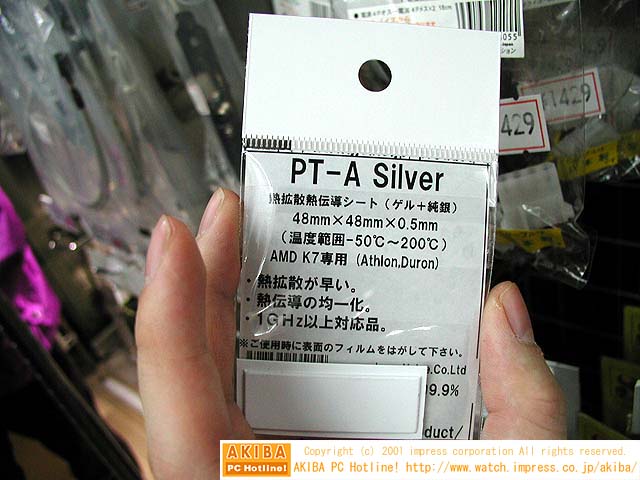 055
1429
429
PT-A Silver
熱拡散熱伝導シート（ゲル＋純銀）
48mm×48mm×0.5mm
（温度範囲-50℃～200℃）
AMD K7専用（Athlon,Duron）
・熱拡散が早い。
・熱伝導の均一化。
・1GHz以上対応品。
※ご使用時に表面のフィルムをはがして下さい。
Co.Ltd
99.9%
duct/
AKIBA
PC Hotline!
Copyright (c) 2001 impress corporation All rights reserved.
AKIBA PC Hotline! http://www.watch.impress.co.jp/akiba/